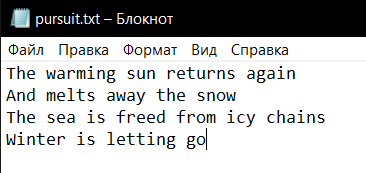 pursuit.txt – Блокнот
Файл Правка Формат Вид Справка
The warming sun returns again
And melts away the snow
The sea is freed from icy chains
Winter is letting go